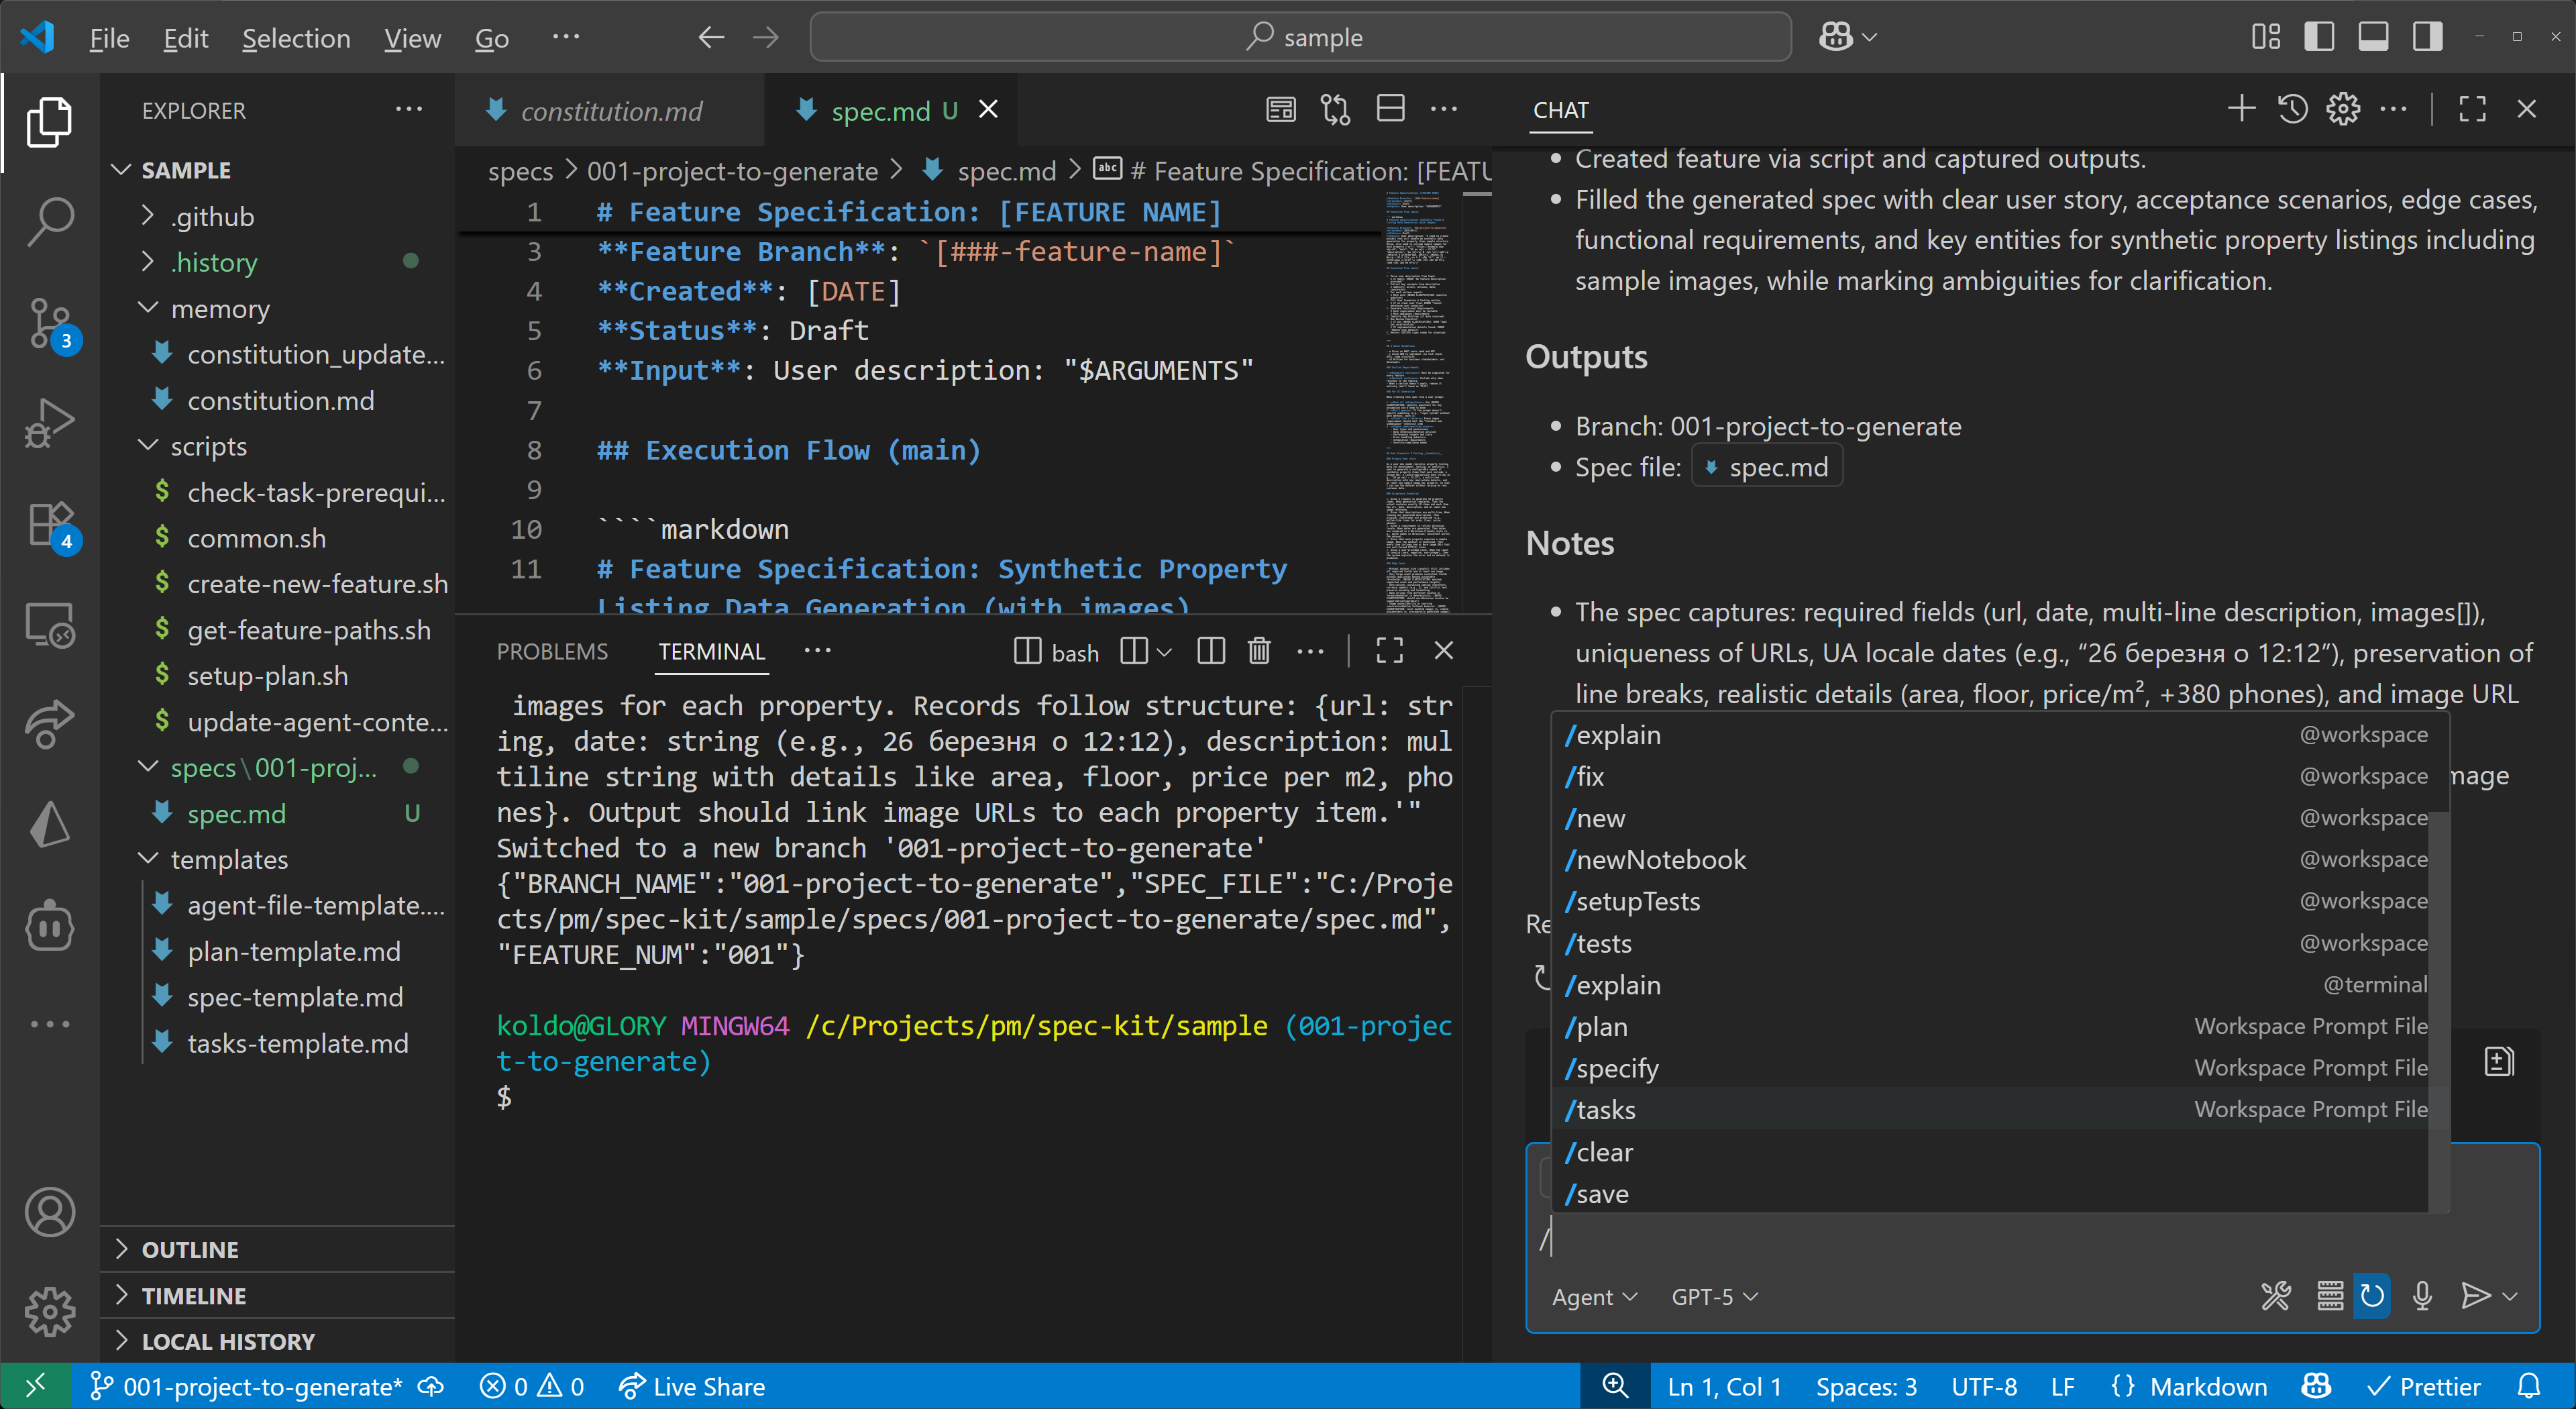 File Edit Selection View Go ··· sample
EXPLORER ···
SAMPLE
.github
.history
memory
constitution_update...
constitution.md
scripts
check-task-prerequi...
common.sh
create-new-feature.sh
get-feature-paths.sh
setup-plan.sh
update-agent-conte...
specs\001-proj...
spec.md U
templates
agent-file-template....
plan-template.md
spec-template.md
tasks-template.md
OUTLINE
TIMELINE
LOCAL HISTORY
3
4
constitution.md spec.md U
specs > 001-project-to-generate > spec.md > # Feature Specification: [FEATU
1 # Feature Specification: [FEATURE NAME]
3 **Feature Branch**: `[###-feature-name]`
4 **Created**: [DATE]
5 **Status**: Draft
6 **Input**: User description: "$ARGUMENTS"
7
8 ## Execution Flow (main)
9
10 ````markdown
11 # Feature Specification: Synthetic Property
Listing Data Generation (with images)
PROBLEMS TERMINAL ··· bash
images for each property. Records follow structure: {url: str
ing, date: string (e.g., 26 березня о 12:12), description: mul
tiline string with details like area, floor, price per m2, pho
nes}. Output should link image URLs to each property item.'"
Switched to a new branch '001-project-to-generate'
{"BRANCH_NAME":"001-project-to-generate","SPEC_FILE":"C:/Proje
cts/pm/spec-kit/sample/specs/001-project-to-generate/spec.md",
"FEATURE_NUM":"001"}
koldo@GLORY MINGW64 /c/Projects/pm/spec-kit/sample (001-projec
t-to-generate)
$
CHAT
• Created feature via script and captured outputs.
• Filled the generated spec with clear user story, acceptance scenarios, edge cases,
functional requirements, and key entities for synthetic property listings including
sample images, while marking ambiguities for clarification.
Outputs
• Branch: 001-project-to-generate
• Spec file: spec.md
Notes
• The spec captures: required fields (url, date, multi-line description, images[]),
uniqueness of URLs, UA locale dates (e.g., “26 березня о 12:12”), preservation of
line breaks, realistic details (area, floor, price/m², +380 phones), and image URL
/explain @workspace
/fix @workspace mage
/new @workspace
/newNotebook @workspace
/setupTests @workspace
Re
/tests @workspace
/explain @terminal
/plan Workspace Prompt File
/specify Workspace Prompt File
/tasks Workspace Prompt File
/clear
/save
/
Agent GPT-5
001-project-to-generate* 0 0 Live Share Ln 1, Col 1 Spaces: 3 UTF-8 LF {} Markdown Prettier